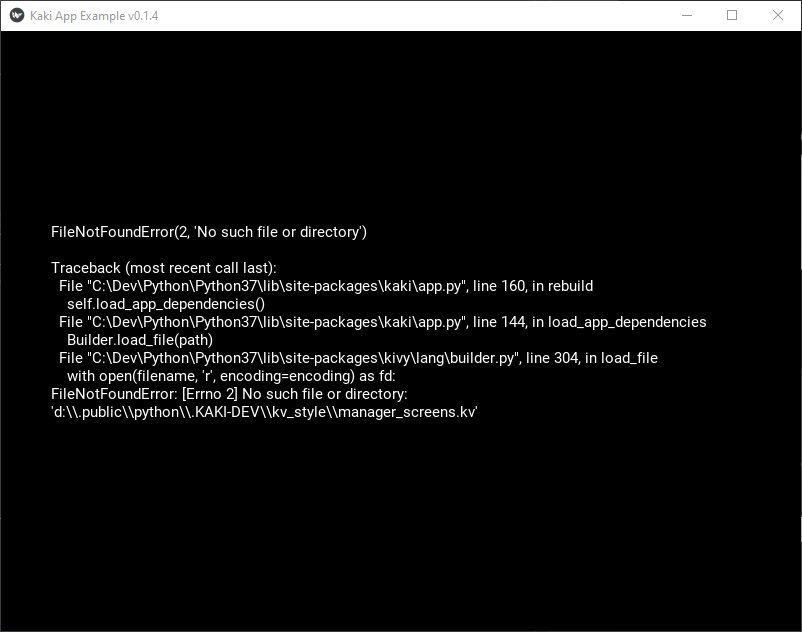 Kaki App Example v0.1.4
FileNotFoundError(2, 'No such file or directory')
Traceback (most recent call last):
File "C:\Dev\Python\Python37\lib\site-packages\kaki\app.py", line 160, in rebuild
self.load_app_dependencies()
File "C:\Dev\Python\Python37\lib\site-packages\kaki\app.py", line 144, in load_app_dependencies
Builder.load_file(path)
File "C:\Dev\Python\Python37\lib\site-packages\kivy\lang\builder.py", line 304, in load_file
with open(filename, 'r', encoding=encoding) as fd:
FileNotFoundError: [Errno 2] No such file or directory:
'd:\\.public\\python\\.KAKI-DEV\\kv_style\\manager_screens.kv'